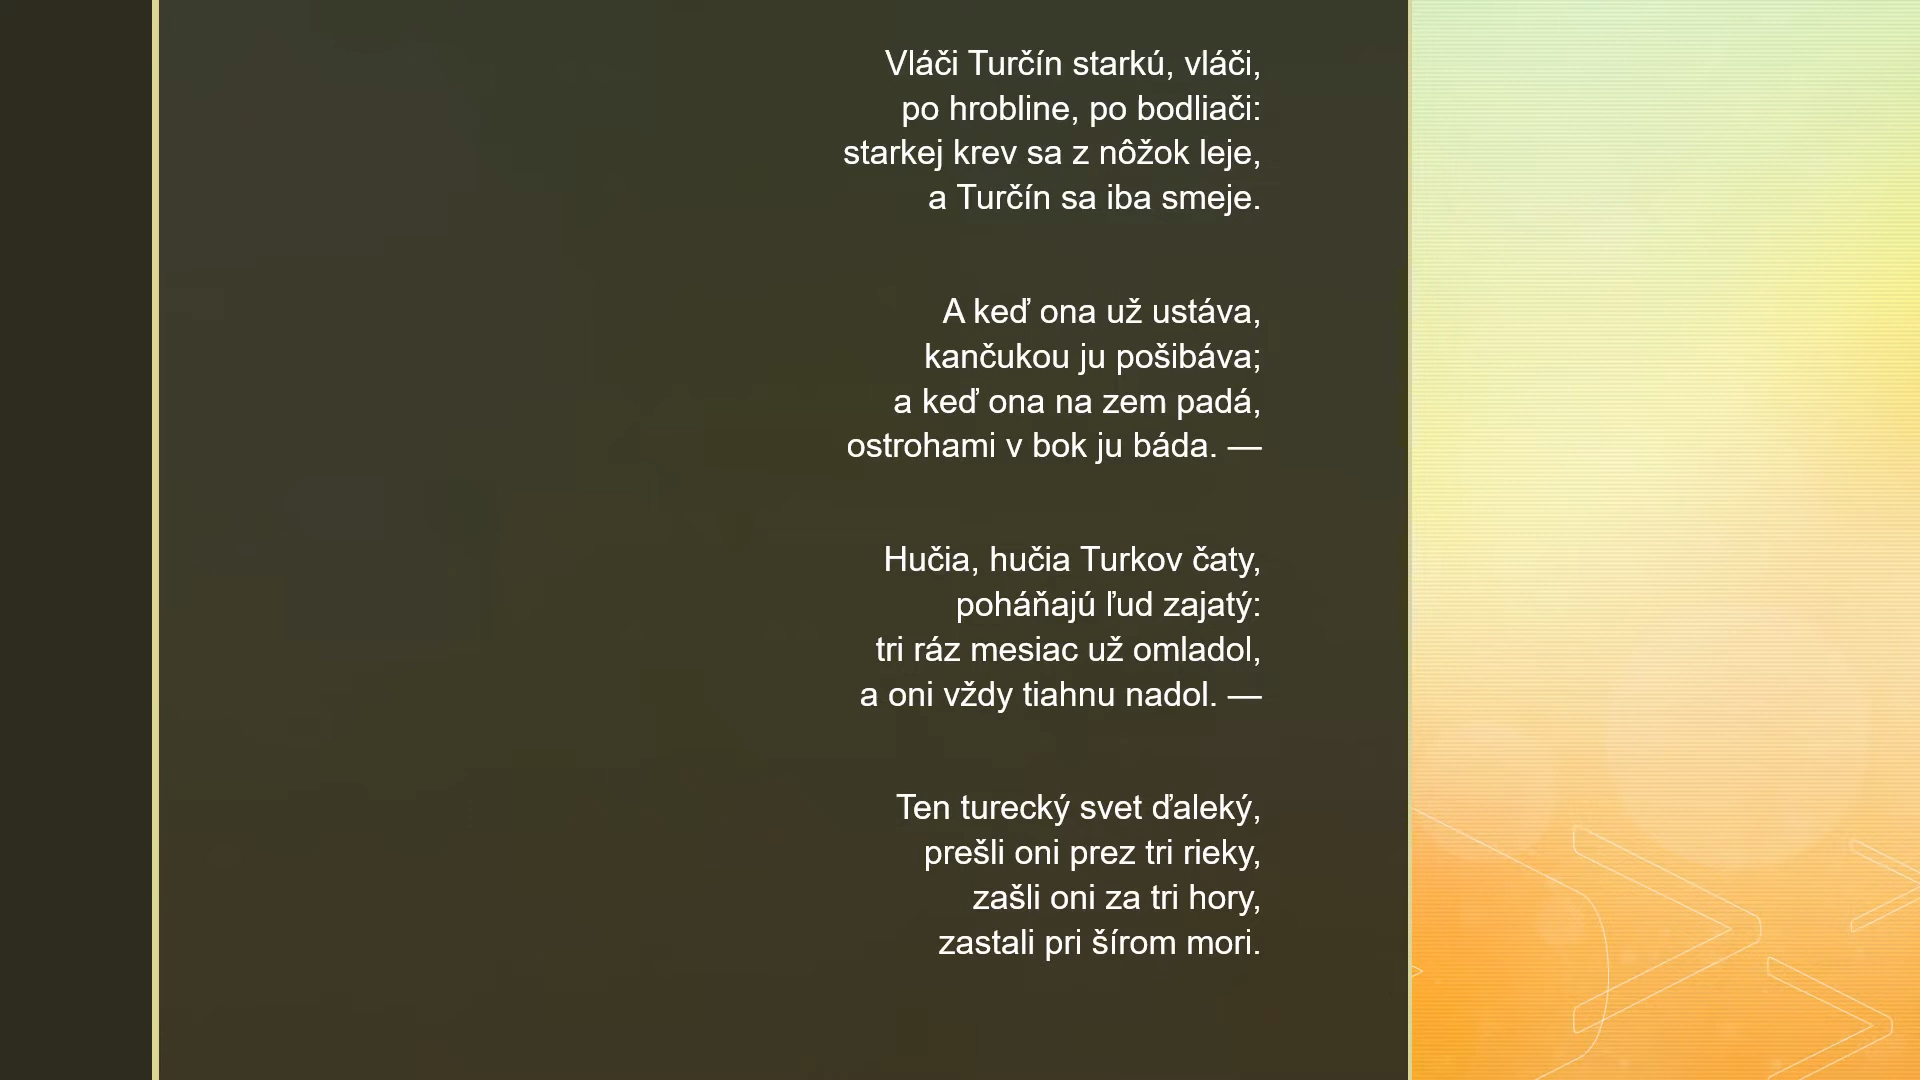 Vláči Turčín starkú, vláči,
po hrobline, po bodliači:
starkej krev sa z nôžok leje,
a Turčín sa iba smeje.
A keď ona už ustáva,
kančukou ju pošibáva;
a keď ona na zem padá,
ostrohami v bok ju báda. —
Hučia, hučia Turkov čaty,
poháňajú ľud zajatý:
tri ráz mesiac už omladol,
a oni vždy tiahnu nadol. —
Ten turecký svet ďaleký,
prešli oni prez tri rieky,
zašli oni za tri hory,
zastali pri šírom mori.